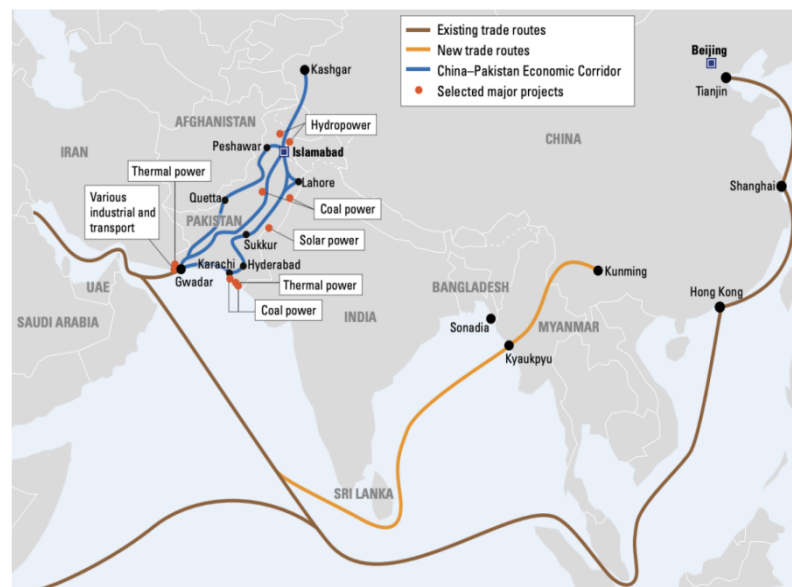 Existing trade routes
New trade routes
China–Pakistan Economic Corridor
Selected major projects
Beijing
Tianjin
Kashgar
AFGHANISTAN
Hydropower
CHINA
Peshawar
Islamabad
IRAN
Thermal power
Lahore
Shanghai
Various
industrial and
transport
Quetta
Coal power
PAKISTAN
Solar power
Sukkur
Karachi
Hyderabad
Gwadar
Kunming
UAE
Thermal power
BANGLADESH
Hong Kong
SAUDI ARABIA
Coal power
INDIA
Sonadia
MYANMAR
Kyaukpyu
SRI LANKA